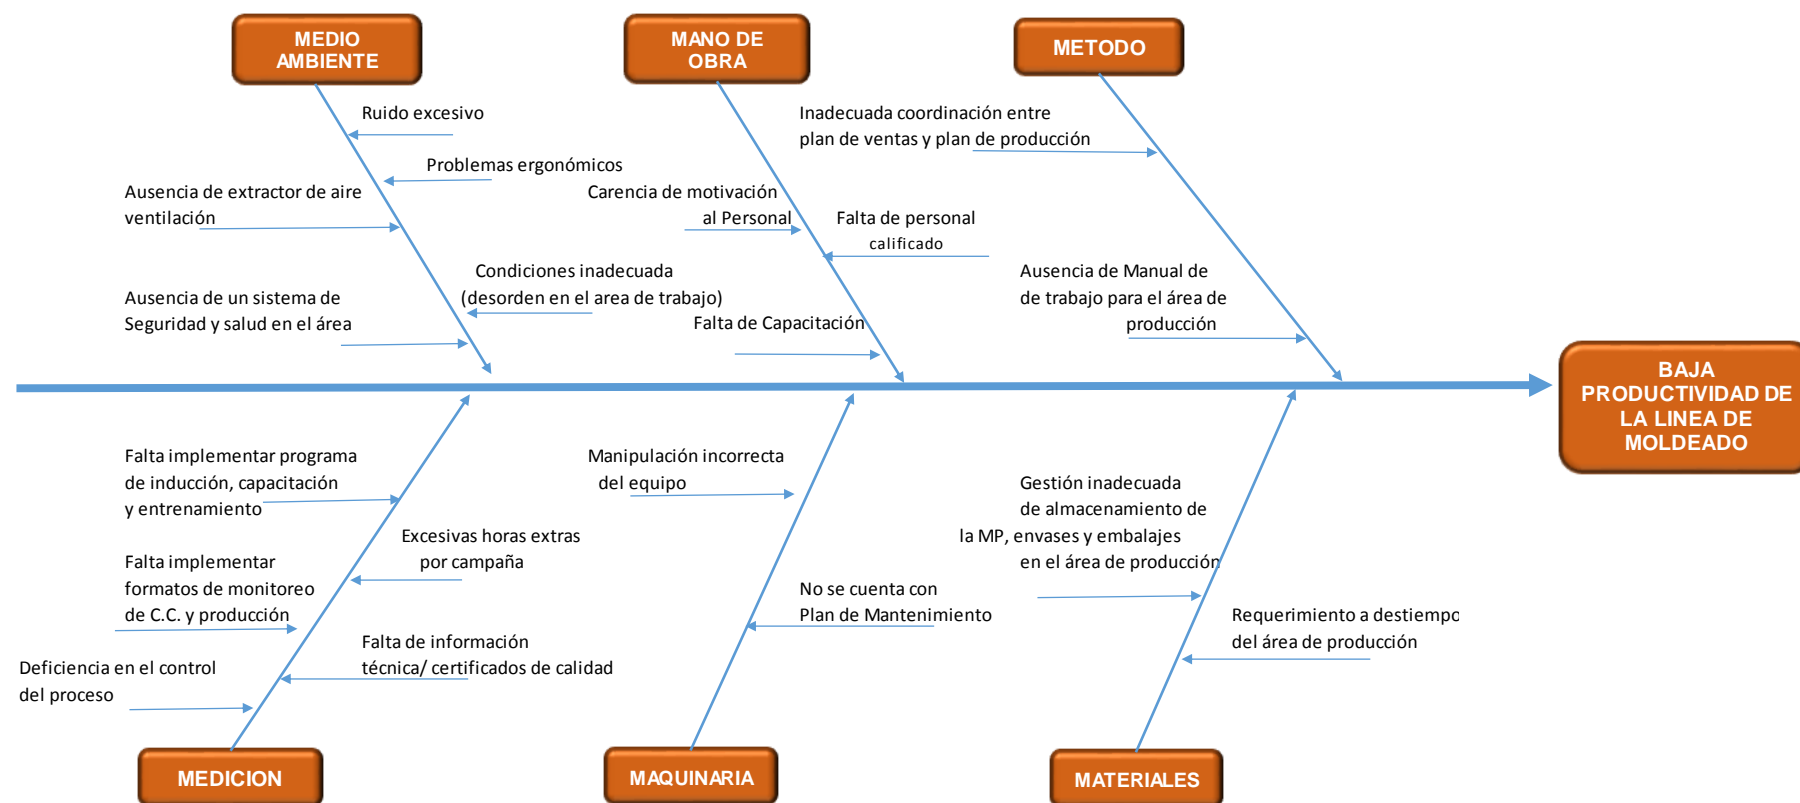 MEDIO
AMBIENTE
MANO DE
OBRA
METODO
Ruido excesivo
Problemas ergonómicos
Ausencia de extractor de aire
ventilación
Condiciones inadecuada
(desorden en el area de trabajo)
Ausencia de un sistema de
Seguridad y salud en el área
Carencia de motivación
al Personal
Falta de personal
calificado
Falta de Capacitación
Inadecuada coordinación entre
plan de ventas y plan de producción
Ausencia de Manual de
de trabajo para el área de
producción
BAJA
PRODUCTIVIDAD DE
LA LINEA DE
MOLDEADO
Falta implementar programa
de inducción, capacitación
y entrenamiento
Excesivas horas extras
por campaña
Falta implementar
formatos de monitoreo
de C.C. y producción
Falta de información
técnica/ certificados de calidad
Deficiencia en el control
del proceso
Manipulación incorrecta
del equipo
No se cuenta con
Plan de Mantenimiento
Gestión inadecuada
de almacenamiento de
la MP, envases y embalajes
en el área de producción
Requerimiento a destiempo
del área de producción
MEDICION
MAQUINARIA
MATERIALES